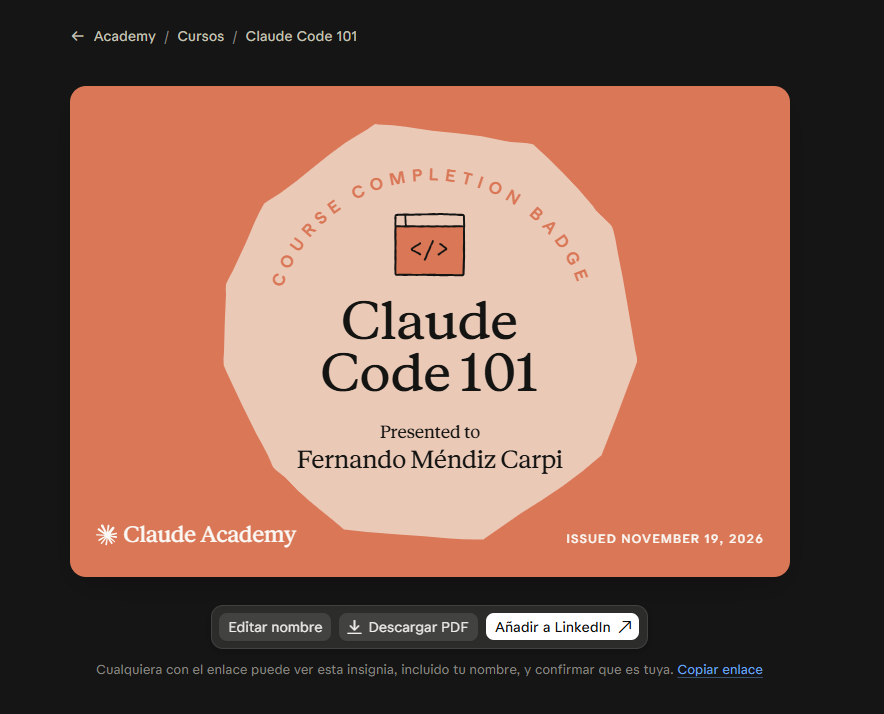 ← Academy / Cursos / Claude Code 101
COURSE COMPLETION BADGE
</>
Claude
Code 101
Presented to
Fernando Méndiz Carpi
Claude Academy
ISSUED NOVEMBER 19, 2026
Editar nombre
Descargar PDF
Añadir a LinkedIn
Cualquiera con el enlace puede ver esta insignia, incluido tu nombre, y confirmar que es tuya. Copiar enlace